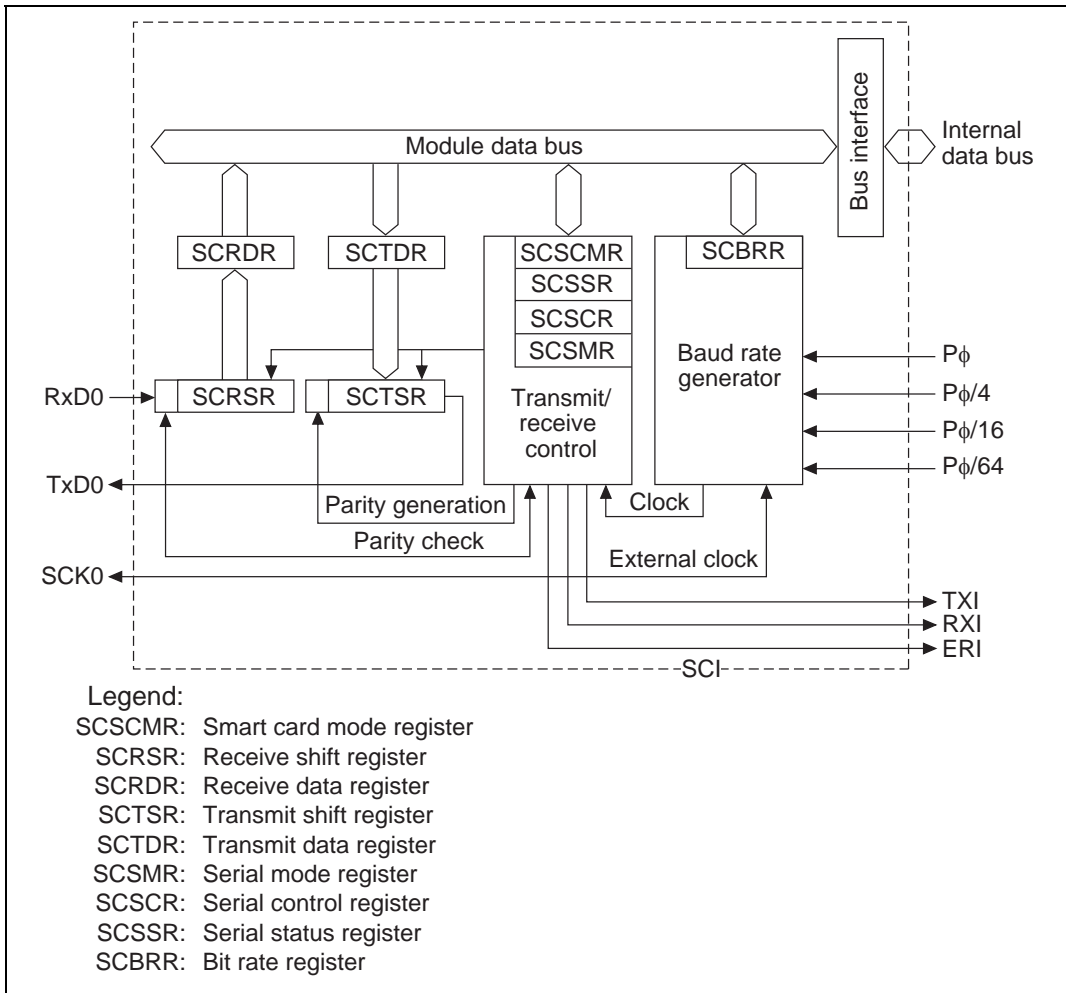 Module data bus
Bus interface
Internal
data bus
SCRDR
SCTDR
SCSCMR
SCSSR
SCSCR
SCSMR
SCBRR
Baud rate
generator
Pϕ
Pϕ/4
Pϕ/16
Pϕ/64
RxD0
SCRSR
SCTSR
Transmit/
receive
control
TxD0
Parity generation
Clock
Parity check
External clock
SCK0
TXI
RXI
ERI
SCI
Legend:
SCSCMR: Smart card mode register
SCRSR: Receive shift register
SCRDR: Receive data register
SCTSR: Transmit shift register
SCTDR: Transmit data register
SCSMR: Serial mode register
SCSCR: Serial control register
SCSSR: Serial status register
SCBRR: Bit rate register